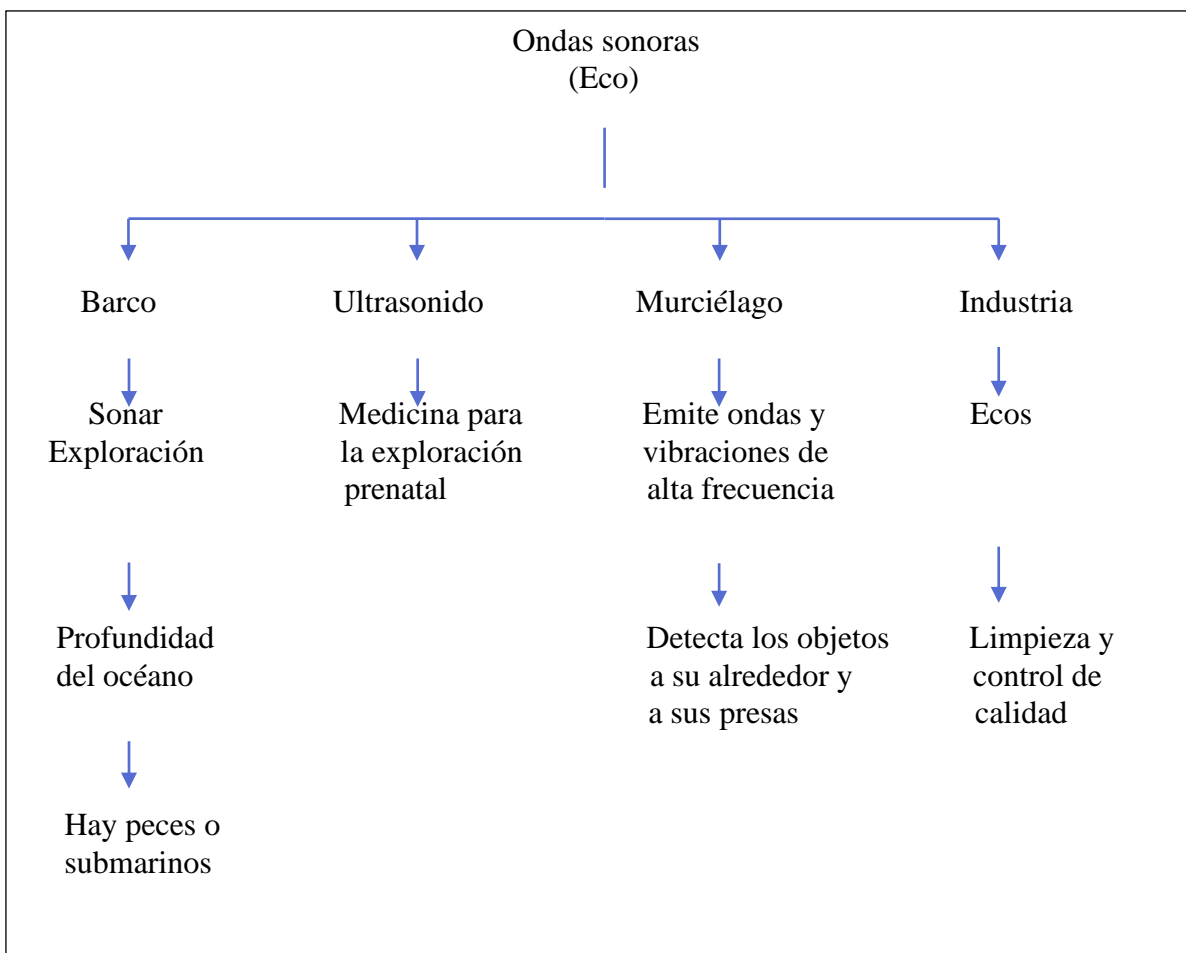 Ondas sonoras
(Eco)
Barco
Ultrasonido
Murciélago
Industria
Sonar
Exploración
Medicina para
la exploración
prenatal
Emite ondas y
vibraciones de
alta frecuencia
Ecos
Profundidad
del océano
Detecta los objetos
a su alrededor y
a sus presas
Limpieza y
control de
calidad
Hay peces o
submarinos